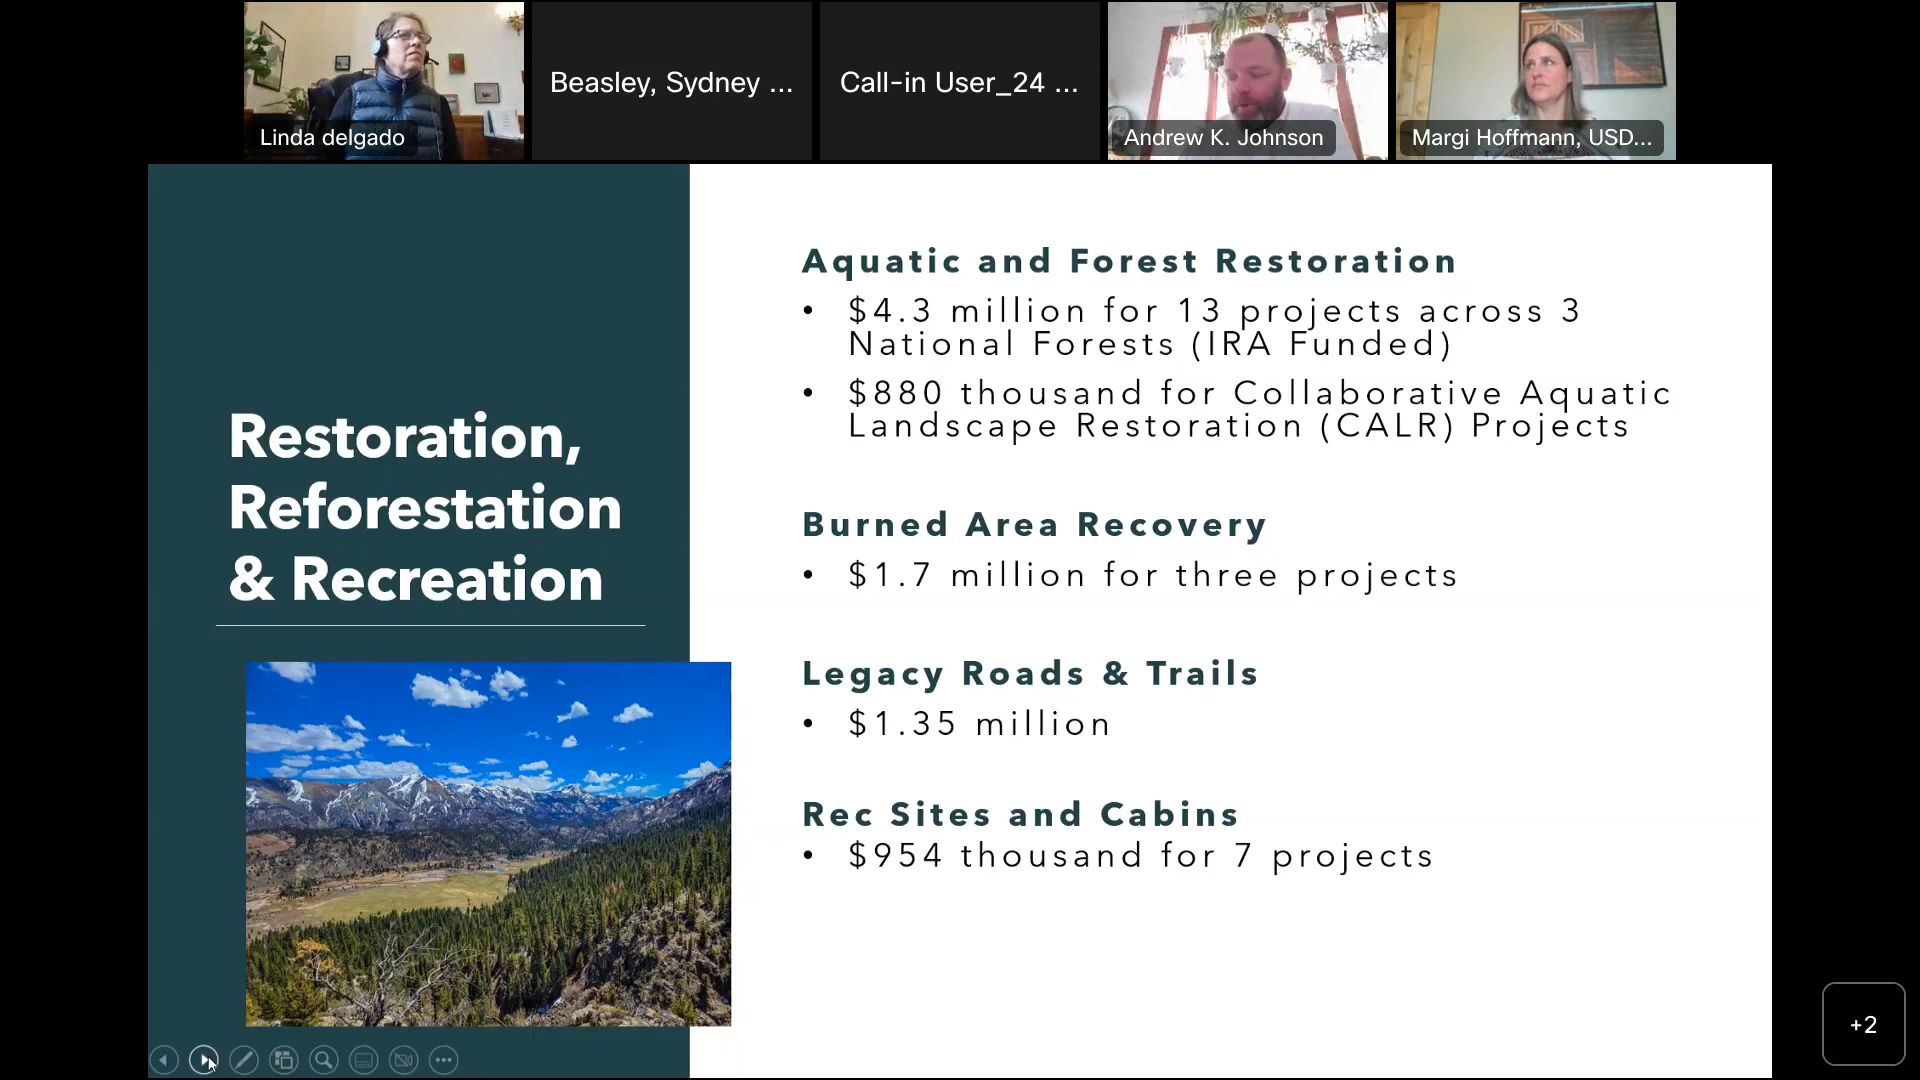 Linda delgado
Beasley, Sydney ...
Call-in User_24 ...
Andrew K. Johnson
Margi Hoffmann, USD...
Restoration,
Reforestation
& Recreation
Aquatic and Forest Restoration
• $4.3 million for 13 projects across 3
National Forests (IRA Funded)
• $880 thousand for Collaborative Aquatic
Landscape Restoration (CALR) Projects
Burned Area Recovery
• $1.7 million for three projects
Legacy Roads & Trails
• $1.35 million
Rec Sites and Cabins
• $954 thousand for 7 projects
+2